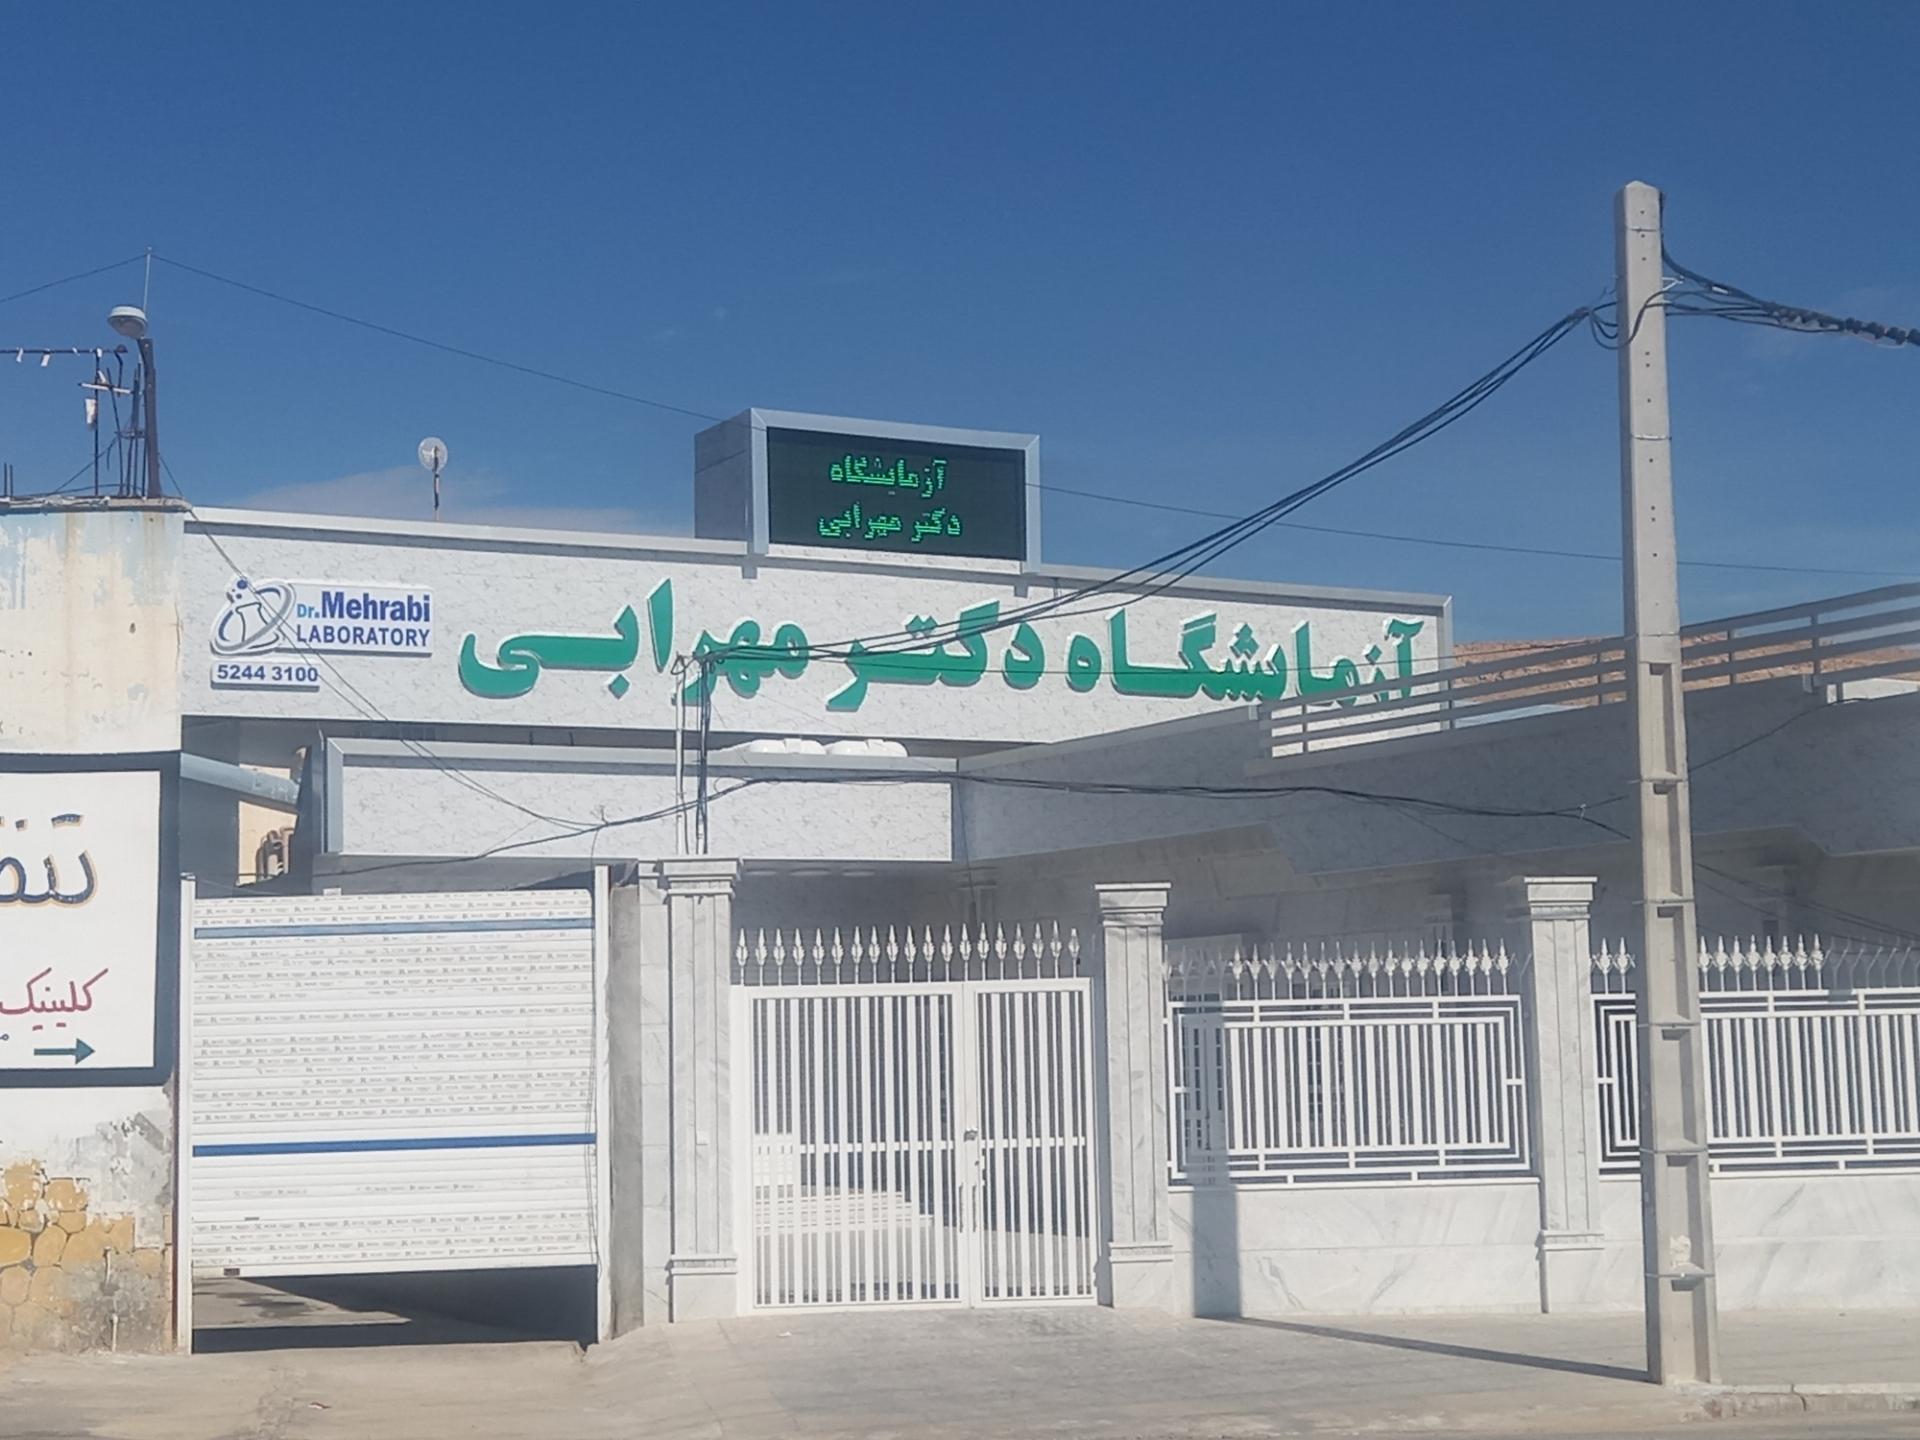 آزمایشگاه
دکتر مهرابی
آزمایشگاه دکتر مهرابی
Dr.Mehrabi
LABORATORY
5244 3100
کلینیک